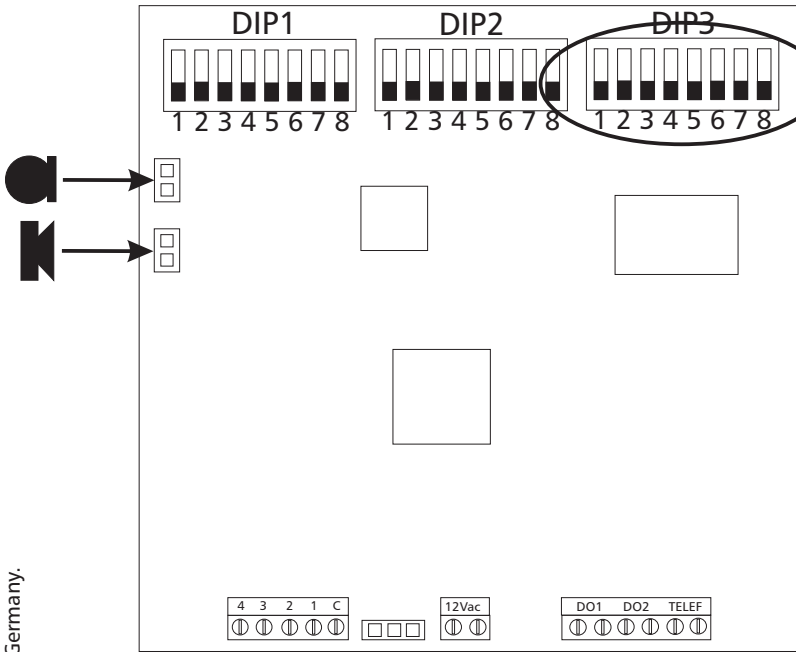 DIP1 DIP2 DIP3
1 2 3 4 5 6 7 8 1 2 3 4 5 6 7 8 1 2 3 4 5 6 7 8
Germany.
4 3 2 1 C 12Vac DO1 DO2 TELEF